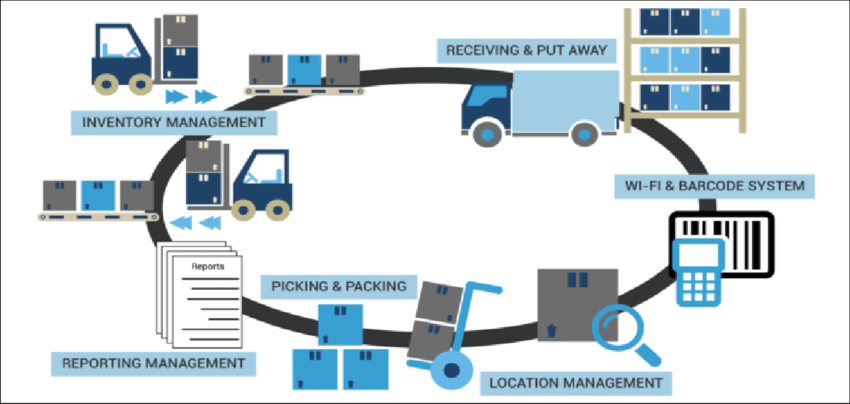 RECEIVING & PUT AWAY
INVENTORY MANAGEMENT
WI-FI & BARCODE SYSTEM
Reports
PICKING & PACKING
REPORTING MANAGEMENT
LOCATION MANAGEMENT